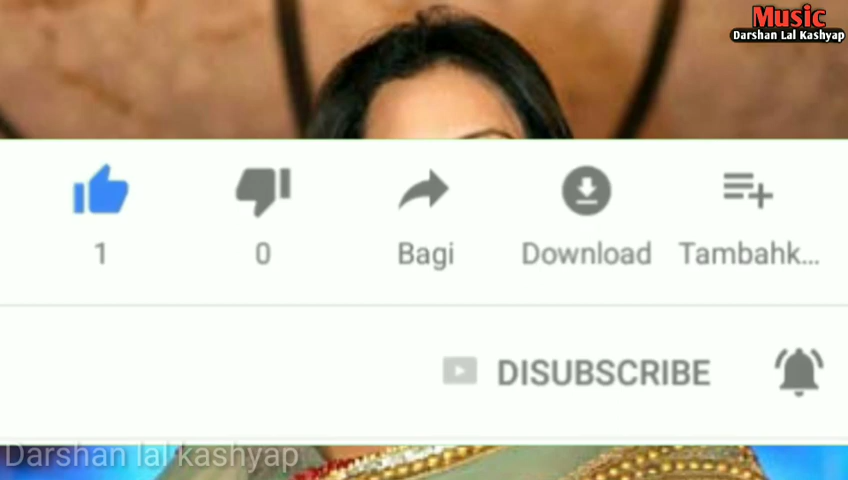 Music
Darshan Lal Kashyap
1
0
Bagi
Download
Tambahk...
DISUBSCRIBE
Darshan lal kashyap